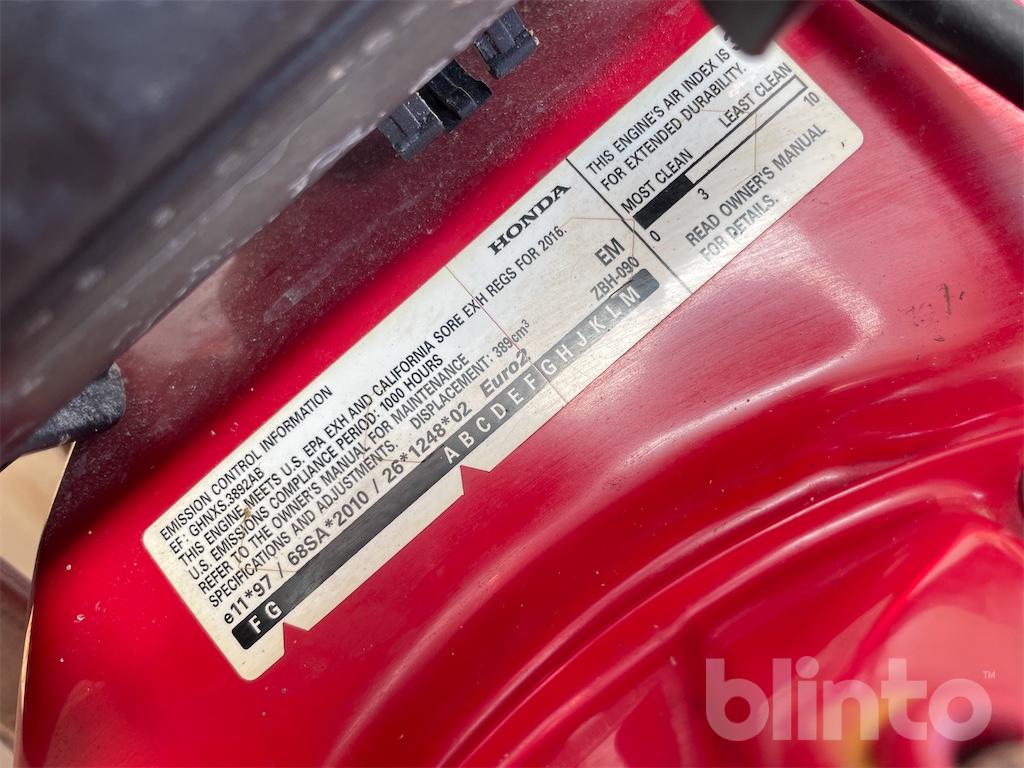 EMISSION CONTROL INFORMATION
HONDA
EF: GHNXS.3892AB
THIS ENGINE MEETS U.S. EPA EXH AND CALIFORNIA SORE EXH REGS FOR 2016.
U.S. EMISSIONS COMPLIANCE PERIOD: 1000 HOURS
REFER TO THE OWNER'S MANUAL FOR MAINTENANCE
SPECIFICATIONS AND ADJUSTMENTS. DISPLACEMENT: 389cm³
EM
ZBH-090
e11*97 / 68SA*2010 / 26*1248*02 Euro2
F G
A B C D E F G H J K L M
THIS ENGINE'S AIR INDEX IS 3
FOR EXTENDED DURABILITY.
MOST CLEAN LEAST CLEAN
0 3 10
READ OWNER'S MANUAL
FOR DETAILS.
blinto™